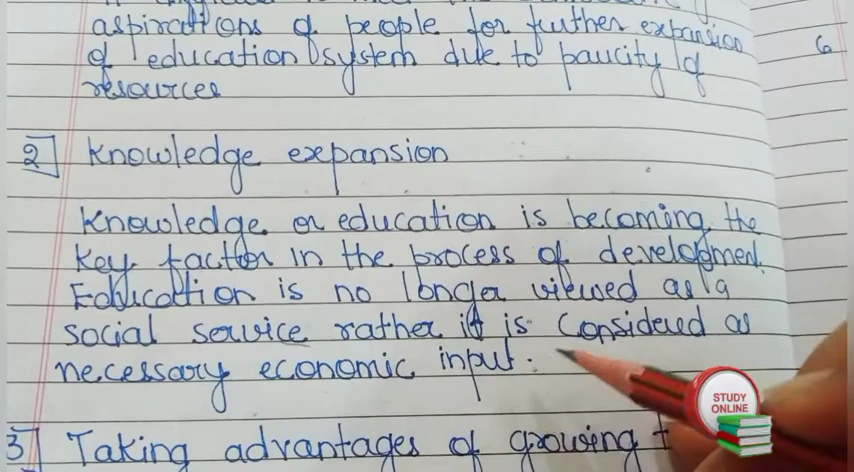 aspirations of people for further expansion
of education system due to paucity of
resources
6
2] Knowledge expansion
Knowledge or education is becoming the
key factor in the process of development.
Education is no longer viewed as a
social service rather it is considered as
necessary economic input.
3] Taking advantages of growing
STUDY
ONLINE